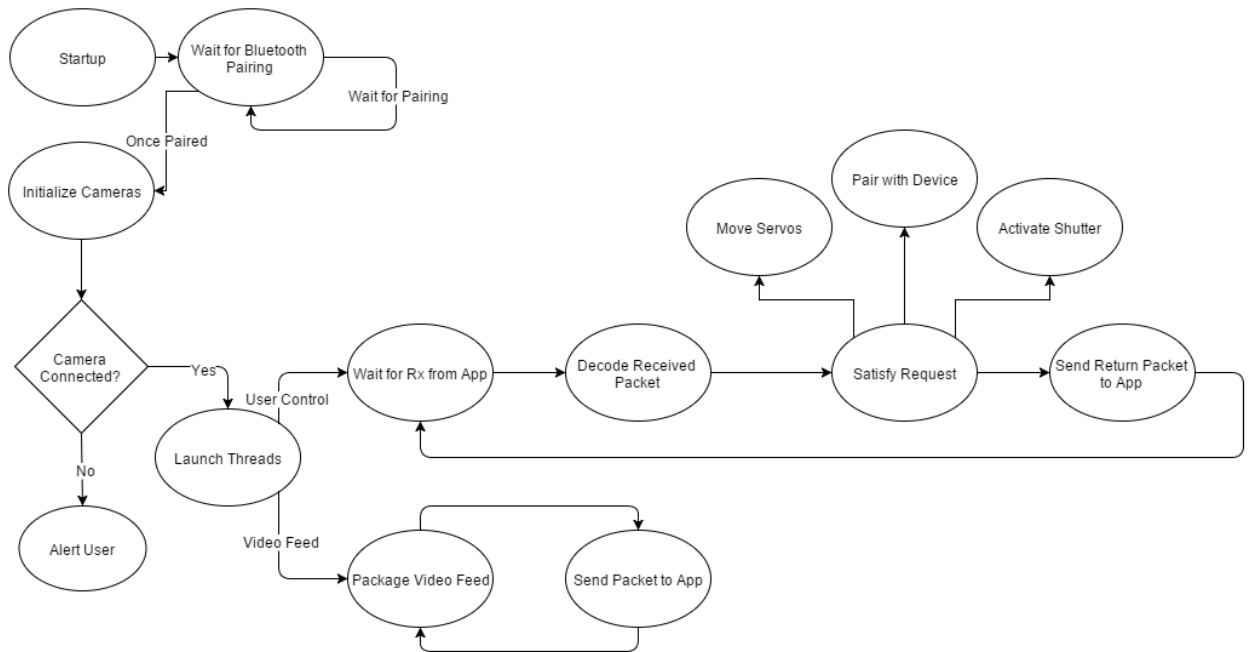 Startup
Wait for Bluetooth
Pairing
Wait for Pairing
Once Paired
Initialize Cameras
Pair with Device
Move Servos
Activate Shutter
Camera
Connected?
Yes
User Control
Wait for Rx from App
Decode Received
Packet
Satisfy Request
Send Return Packet
to App
Launch Threads
No
Alert User
Video Feed
Package Video Feed
Send Packet to App